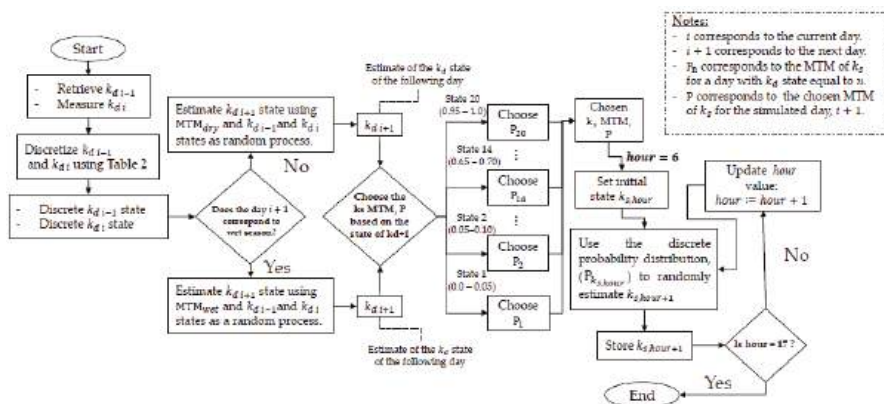 Start
- Retrieve k_{d i-1}
- Measure k_{d i}
Discretize k_{d i-1}
and k_{d i} using Table 2
- Discrete k_{d i-1} state
- Discrete k_{d i} state
Estimate k_{d i+1} state using
MTM_{dry} and k_{d i-1} and k_{d i}
states as random process.
No
Does the day i + 1
correspond to
wet season?
Yes
Estimate k_{d i+1} state using
MTM_{wet} and k_{d i-1} and k_{d i}
states as a random process.
Estimate of the k_d state
of the following day
k_{d i+1}
Choose the
ks MTM, P
based on the
state of kd+1
k_{d i+1}
Estimate of the k_d state
of the following day
State 20
(0.95 – 1.0)
Choose
P_{20}
State 14
(0.65 – 0.70)
⋮
⋮
Choose
P_{14}
State 2
(0.05–0.10)
⋮
⋮
Choose
P_2
State 1
(0.0 – 0.05)
Choose
P_1
Chosen
k_s MTM,
P
hour = 6
Set initial
state k_{s,hour}
Use the discrete
probability distribution,
(P_{k_{s,hour}}) to randomly
estimate k_{s,hour+1}
Store k_{s,hour+1}
Is hour = 17 ?
Yes
End
No
Update hour
value:
hour := hour + 1
Notes:
- i corresponds to the current day.
- i + 1 corresponds to the next day.
- P_n corresponds to the MTM of k_s
for a day with k_d state equal to n.
- P corresponds to the chosen MTM
of k_s for the simulated day, i + 1.